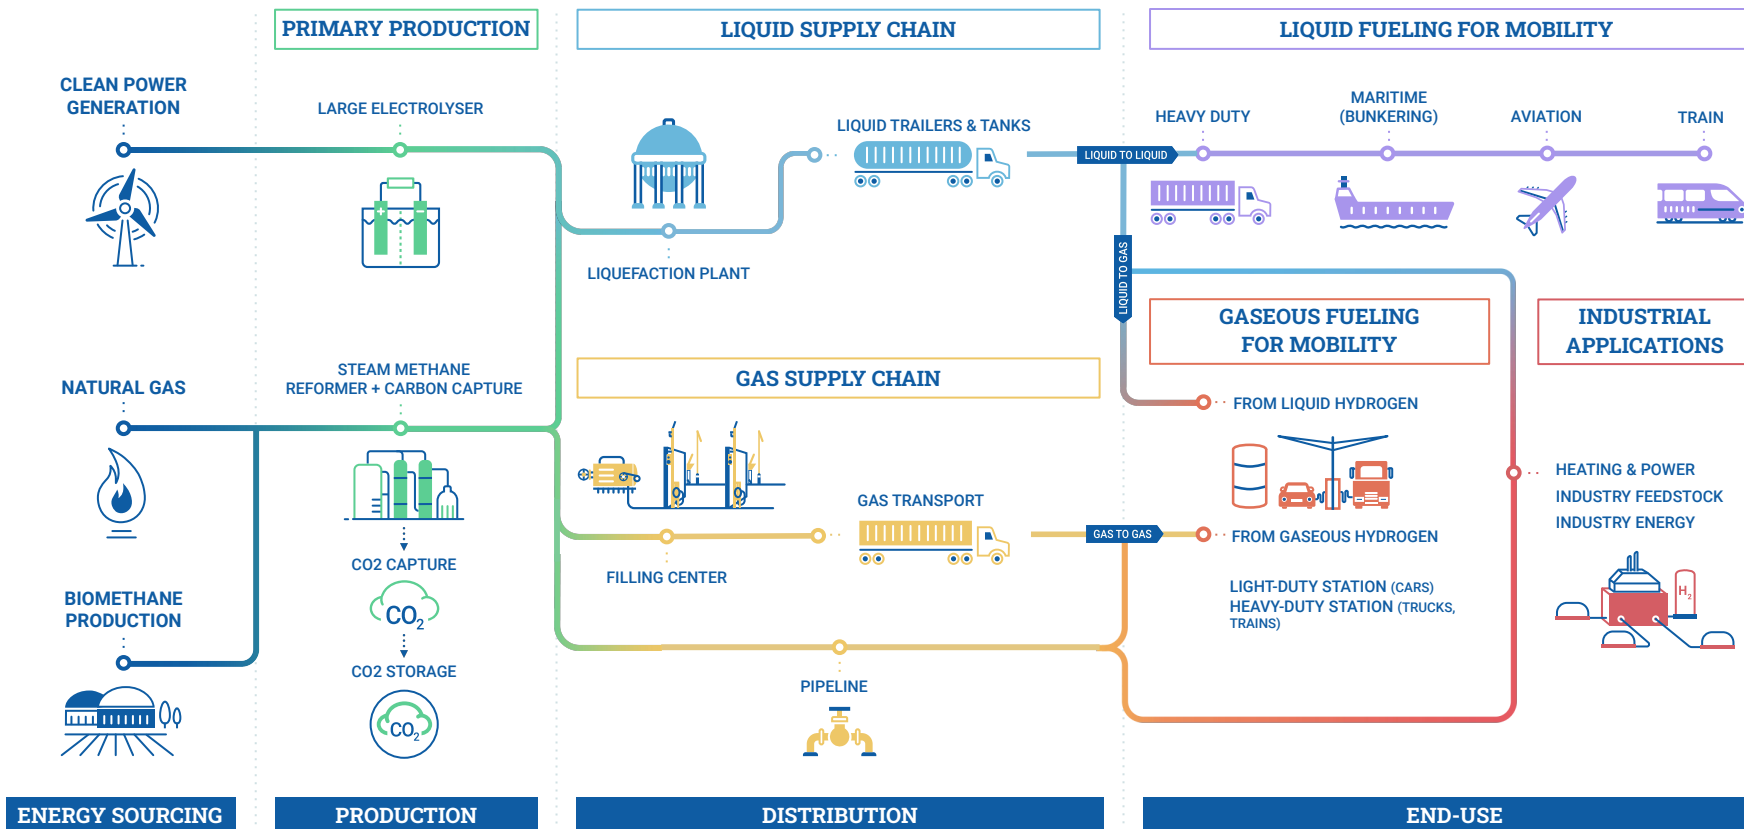 PRIMARY PRODUCTION
LIQUID SUPPLY CHAIN
LIQUID FUELING FOR MOBILITY
CLEAN POWER
GENERATION
LARGE ELECTROLYSER
LIQUID TRAILERS & TANKS
LIQUID TO LIQUID
HEAVY DUTY
MARITIME
(BUNKERING)
AVIATION
TRAIN
LIQUEFACTION PLANT
LIQUID TO GAS
GASEOUS FUELING
FOR MOBILITY
INDUSTRIAL
APPLICATIONS
NATURAL GAS
STEAM METHANE
REFORMER + CARBON CAPTURE
GAS SUPPLY CHAIN
FROM LIQUID HYDROGEN
HEATING & POWER
INDUSTRY FEEDSTOCK
INDUSTRY ENERGY
GAS TRANSPORT
GAS TO GAS
FROM GASEOUS HYDROGEN
FILLING CENTER
CO2 CAPTURE
CO2
LIGHT-DUTY STATION (CARS)
HEAVY-DUTY STATION (TRUCKS,
TRAINS)
H2
BIOMETHANE
PRODUCTION
CO2 STORAGE
CO2
PIPELINE
ENERGY SOURCING
PRODUCTION
DISTRIBUTION
END-USE